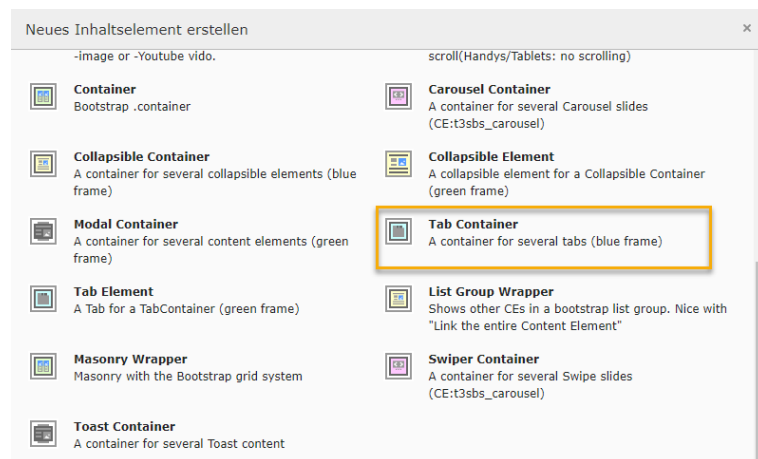 Neues Inhaltselement erstellen
×
-image or -Youtube vido.
scroll(Handys/Tablets: no scrolling)
Container
Bootstrap .container
Carousel Container
A container for several Carousel slides
(CE:t3sbs_carousel)
Collapsible Container
A container for several collapsible elements (blue
frame)
Collapsible Element
A collapsible element for a Collapsible Container
(green frame)
Modal Container
A container for several content elements (green
frame)
Tab Container
A container for several tabs (blue frame)
Tab Element
A Tab for a TabContainer (green frame)
List Group Wrapper
Shows other CEs in a bootstrap list group. Nice with
"Link the entire Content Element"
Masonry Wrapper
Masonry with the Bootstrap grid system
Swiper Container
A container for several Swipe slides
(CE:t3sbs_carousel)
Toast Container
A container for several Toast content